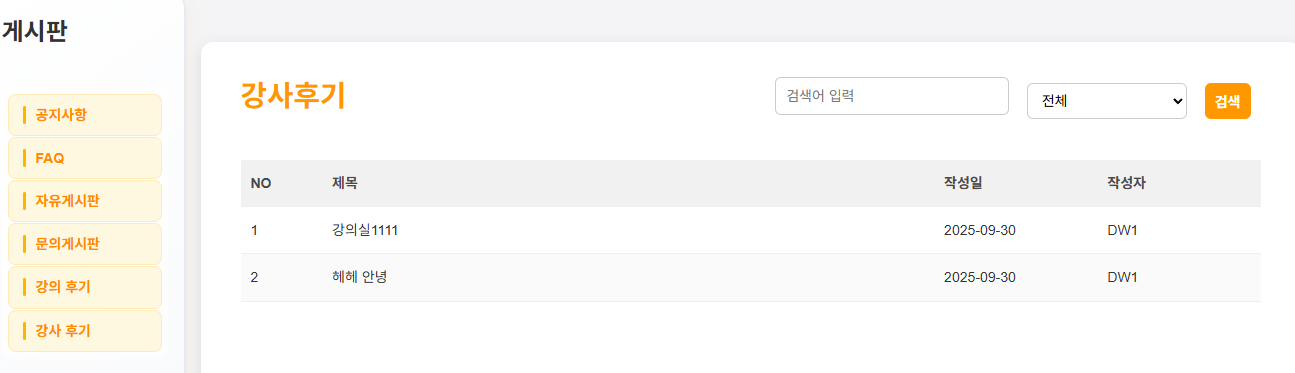 게시판
공지사항
FAQ
자유게시판
문의게시판
강의 후기
강사 후기
강사후기
검색어 입력
전체
검색
NO 제목 작성일 작성자
1 강의실1111 2025-09-30 DW1
2 헤헤 안녕 2025-09-30 DW1